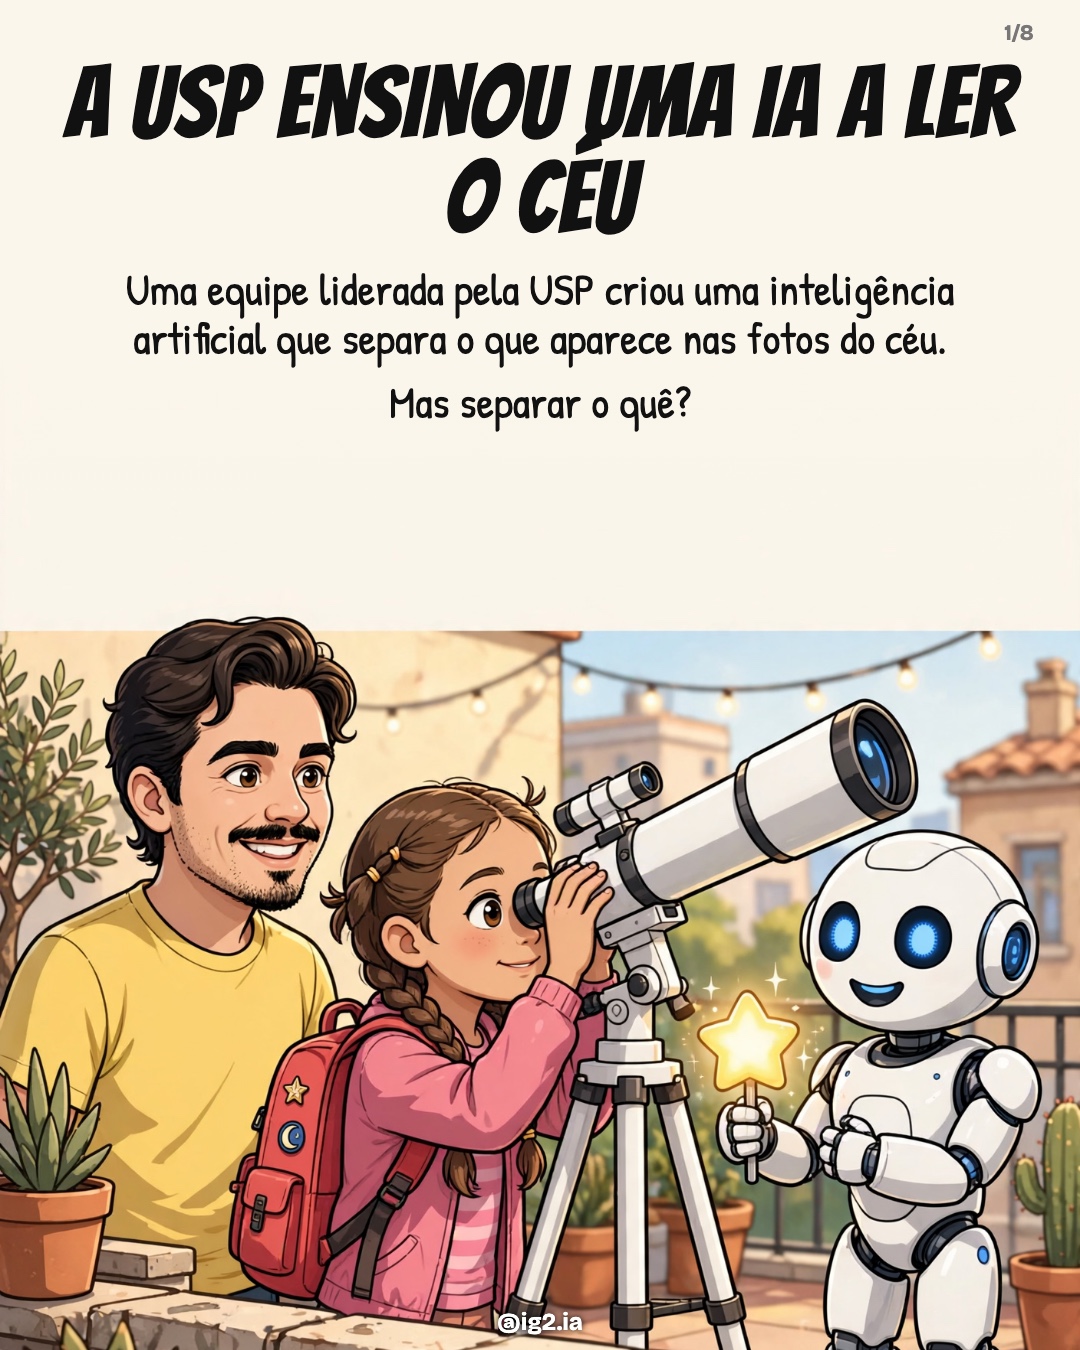 1/8
A USP ENSINOU UMA IA A LER
O CÉU
Uma equipe liderada pela USP criou uma inteligência
artificial que separa o que aparece nas fotos do céu.
Mas separar o quê?
@ig2.ia